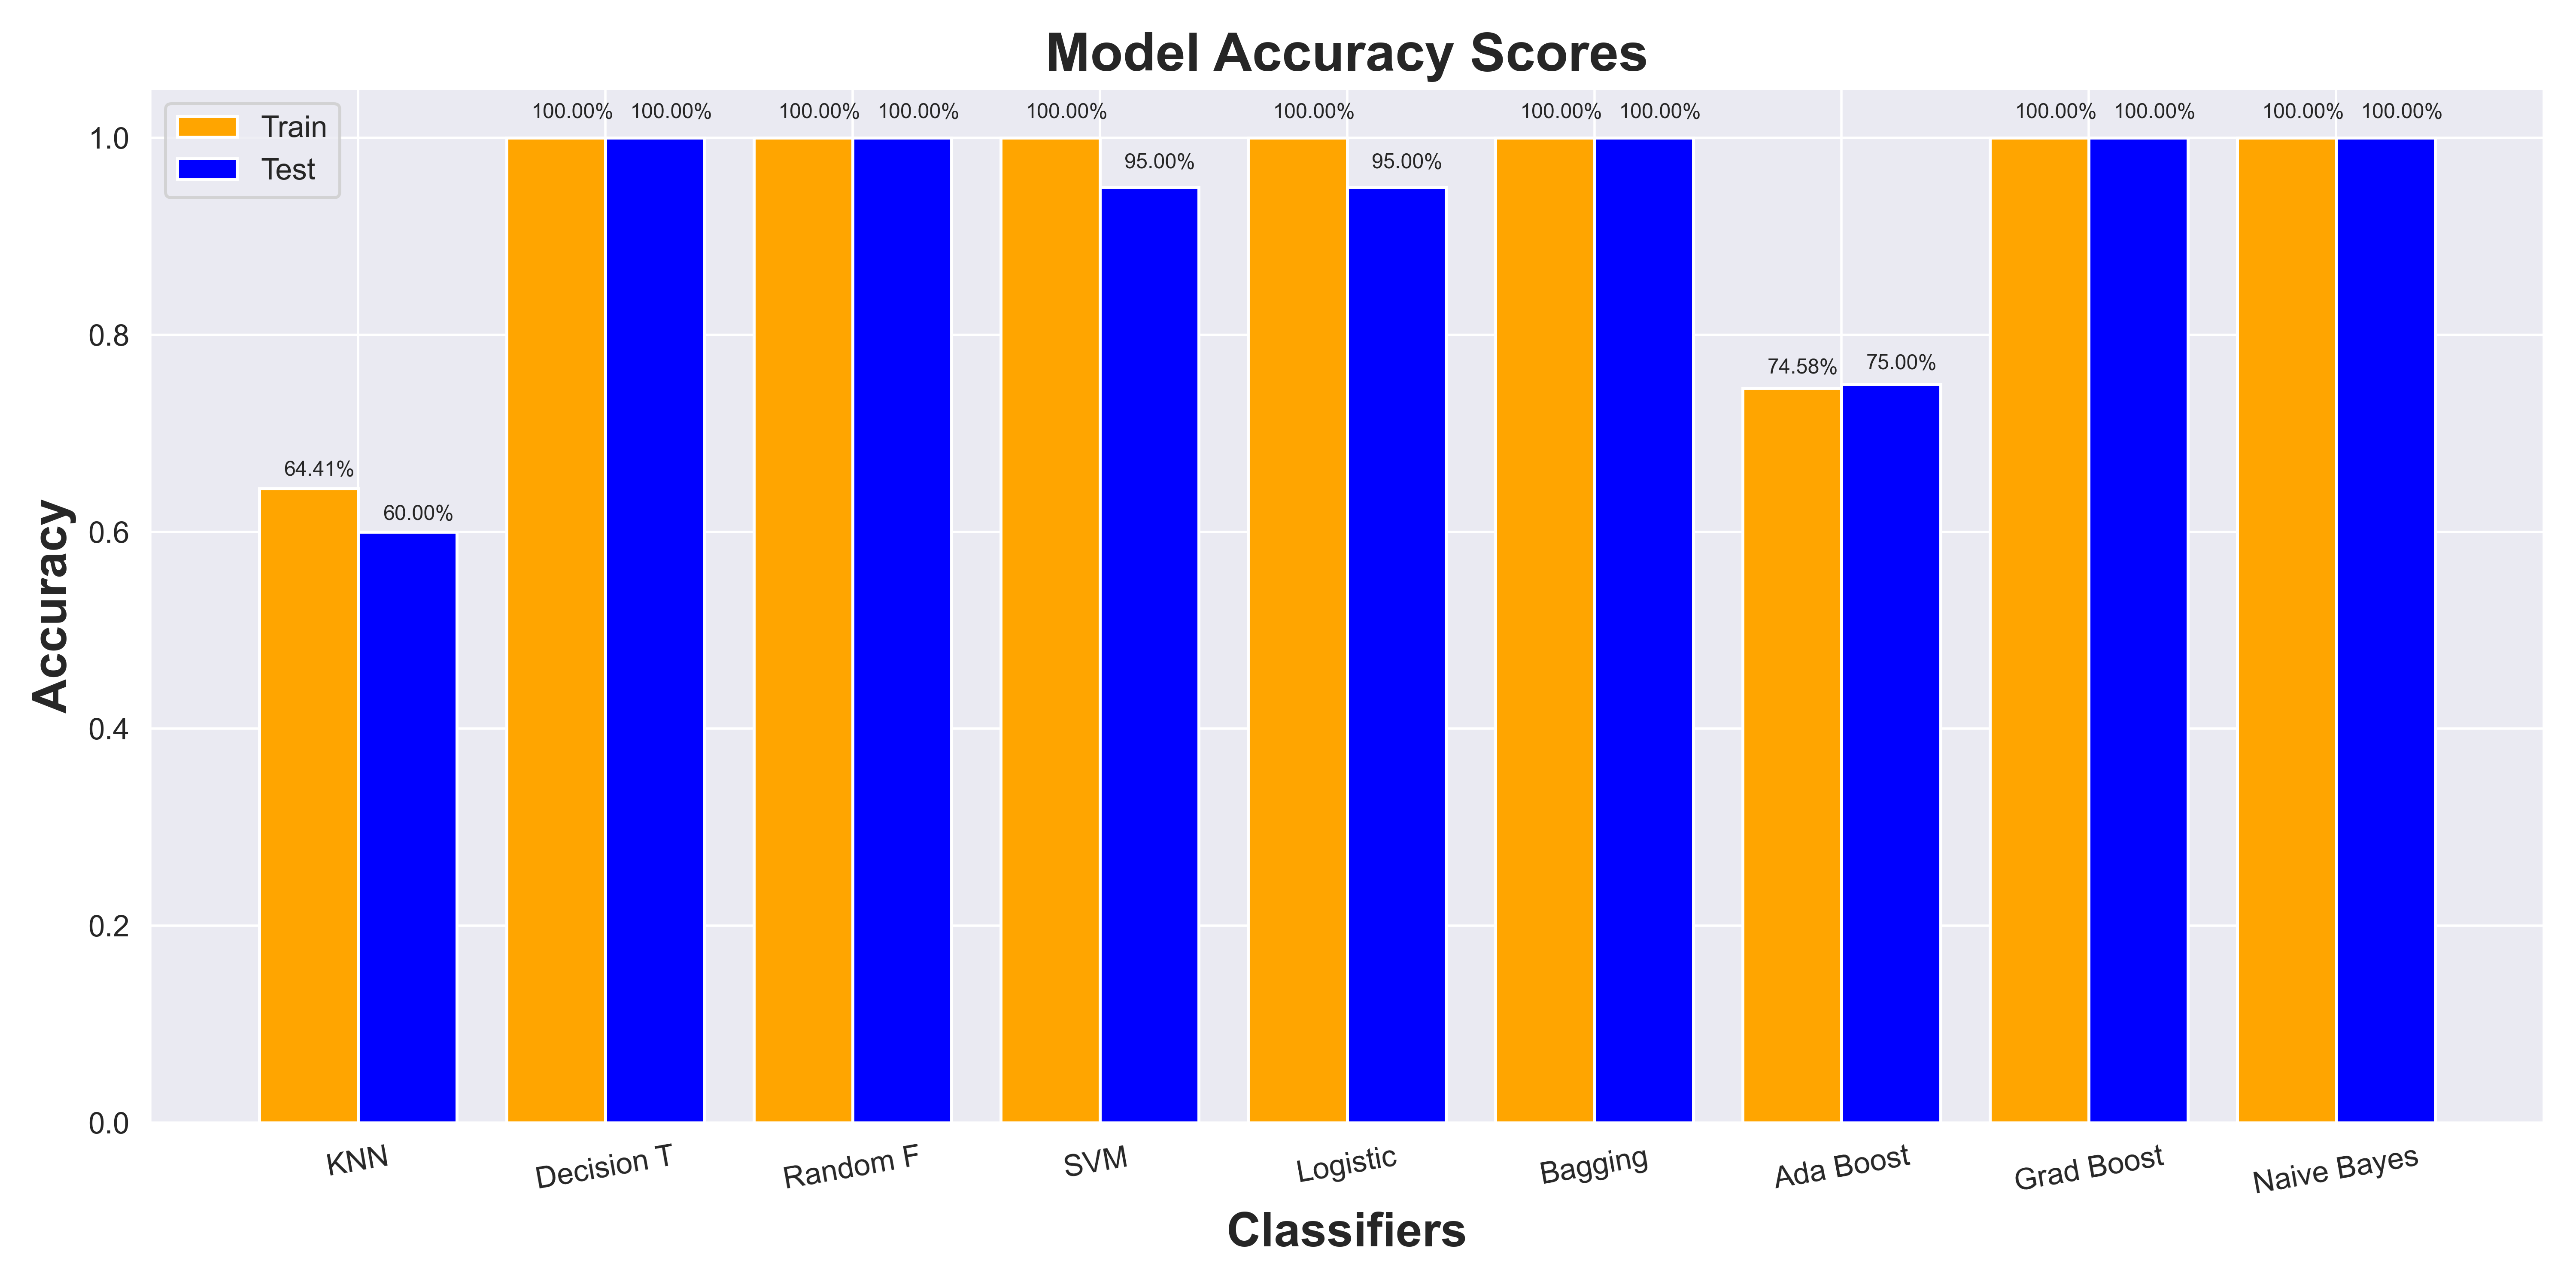 Model Accuracy Scores
Train
Test
100.00% 100.00% 100.00% 100.00% 100.00% 100.00% 100.00% 100.00% 100.00% 100.00% 100.00% 100.00%
95.00% 95.00%
74.58% 75.00%
64.41%
60.00%
1.0
0.8
0.6
0.4
0.2
0.0
Accuracy
KNN Decision T Random F SVM Logistic Bagging Ada Boost Grad Boost Naive Bayes
Classifiers